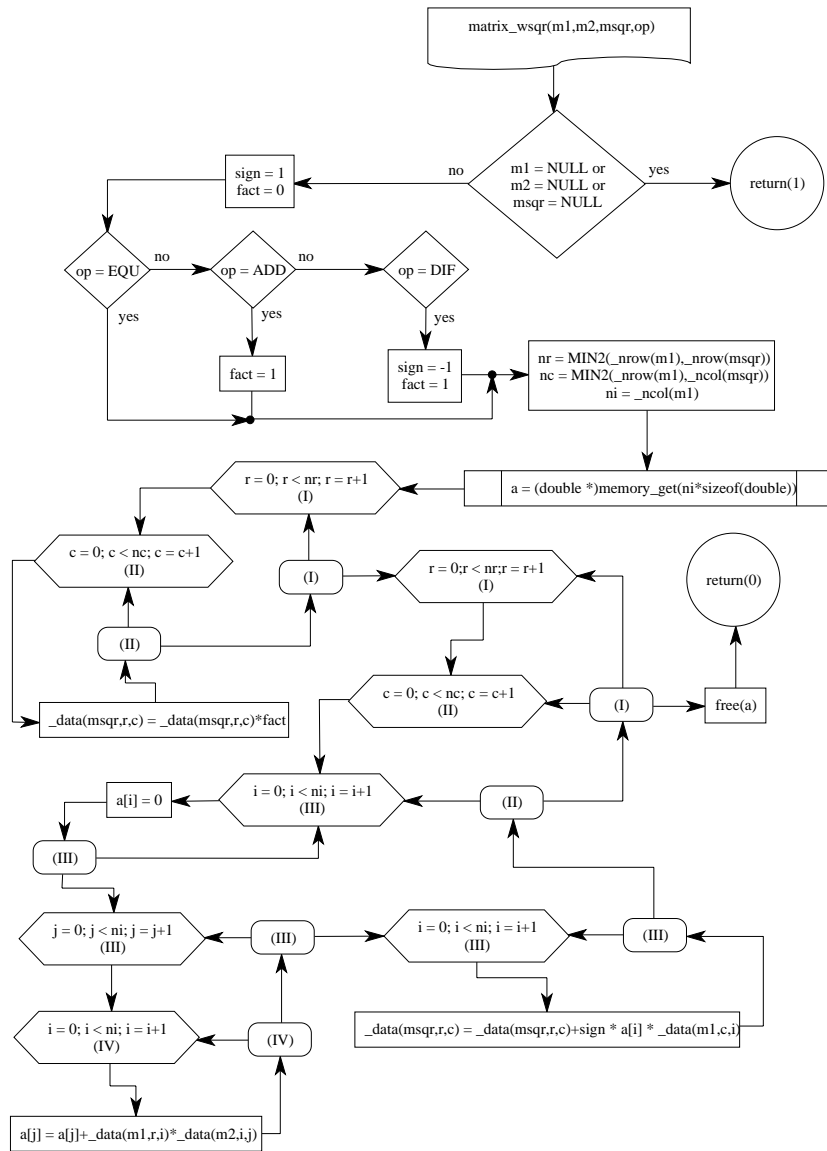 matrix_wsqr(m1,m2,msqr,op)
m1 = NULL or
m2 = NULL or
msqr = NULL
no
yes
return(1)
sign = 1
fact = 0
op = EQU
no
op = ADD
no
op = DIF
yes
yes
yes
fact = 1
sign = -1
fact = 1
nr = MIN2(_nrow(m1),_nrow(msqr))
nc = MIN2(_nrow(m1),_ncol(msqr))
ni = _ncol(m1)
a = (double *)memory_get(ni*sizeof(double))
r = 0; r < nr; r = r+1
(I)
c = 0; c < nc; c = c+1
(II)
(I)
r = 0;r < nr;r = r+1
(I)
return(0)
(II)
_data(msqr,r,c) = _data(msqr,r,c)*fact
c = 0; c < nc; c = c+1
(II)
(I)
free(a)
a[i] = 0
i = 0; i < ni; i = i+1
(III)
(II)
(III)
j = 0; j < ni; j = j+1
(III)
(III)
i = 0; i < ni; i = i+1
(III)
(III)
i = 0; i < ni; i = i+1
(IV)
(IV)
_data(msqr,r,c) = _data(msqr,r,c)+sign * a[i] * _data(m1,c,i)
a[j] = a[j]+_data(m1,r,i)*_data(m2,i,j)